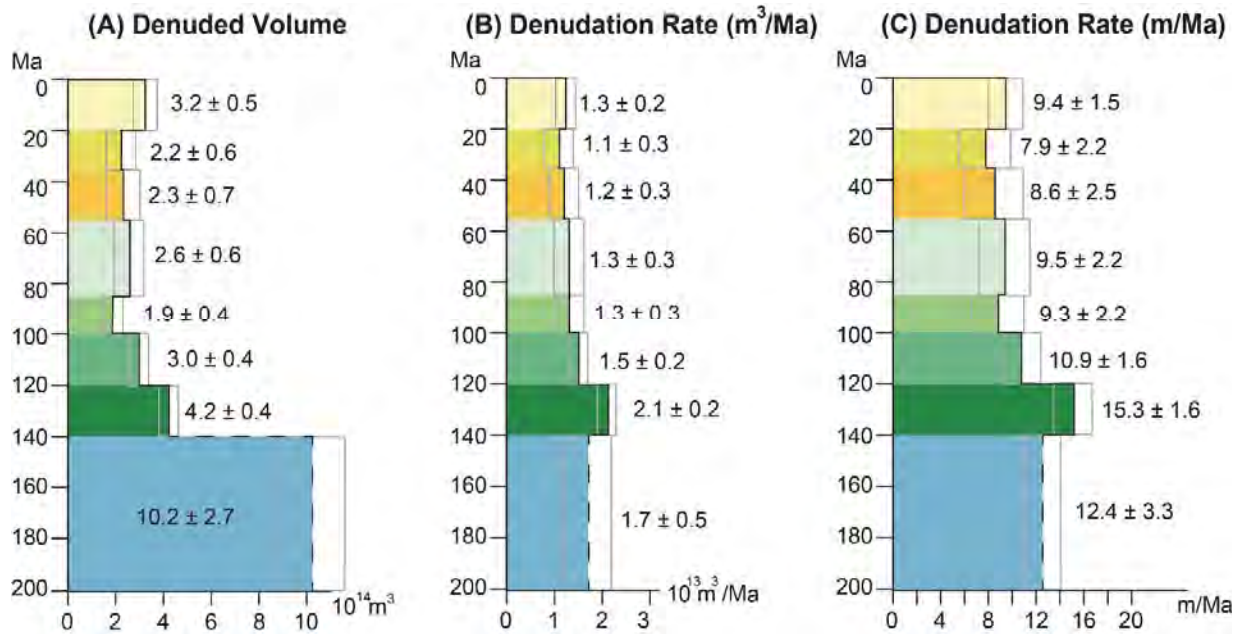 (A) Denuded Volume
Ma
0
20
40
60
80
100
120
140
160
180
200
3.2 ± 0.5
2.2 ± 0.6
2.3 ± 0.7
2.6 ± 0.6
1.9 ± 0.4
3.0 ± 0.4
4.2 ± 0.4
10.2 ± 2.7
0 2 4 6 8 10
10¹⁴m³
(B) Denudation Rate (m³/Ma)
Ma
0
20
40
60
80
100
120
140
160
180
200
1.3 ± 0.2
1.1 ± 0.3
1.2 ± 0.3
1.3 ± 0.3
1.3 ± 0.3
1.5 ± 0.2
2.1 ± 0.2
1.7 ± 0.5
0 1 2 3
10¹³m³/Ma
(C) Denudation Rate (m/Ma)
Ma
0
20
40
60
80
100
120
140
160
180
200
9.4 ± 1.5
7.9 ± 2.2
8.6 ± 2.5
9.5 ± 2.2
9.3 ± 2.2
10.9 ± 1.6
15.3 ± 1.6
12.4 ± 3.3
0 4 8 12 16 20
m/Ma